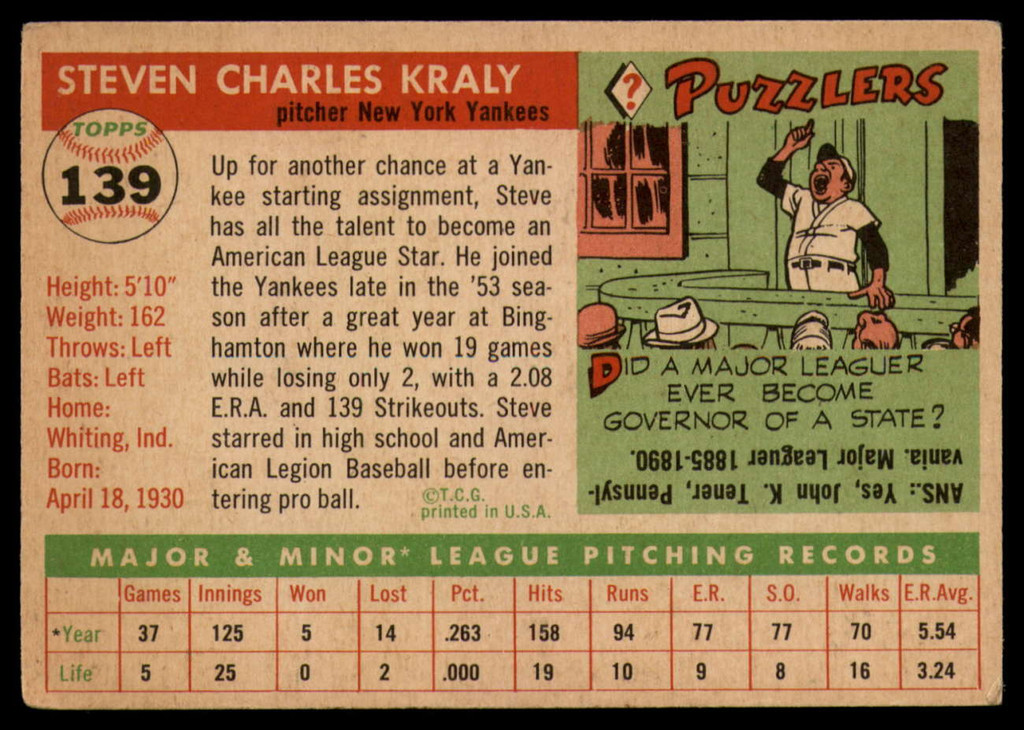 STEVEN CHARLES KRALY
pitcher New York Yankees
TOPPS
139
Height: 5'10"
Weight: 162
Throws: Left
Bats: Left
Home:
Whiting, Ind.
Born:
April 18, 1930
Up for another chance at a Yan-
kee starting assignment, Steve
has all the talent to become an
American League Star. He joined
the Yankees late in the '53 sea-
son after a great year at Bing-
hamton where he won 19 games
while losing only 2, with a 2.08
E.R.A. and 139 Strikeouts. Steve
starred in high school and Amer-
ican Legion Baseball before en-
tering pro ball.
©T.C.G.
printed in U.S.A.
? PUZZLERS
DID A MAJOR LEAGUER
EVER BECOME
GOVERNOR OF A STATE?
ANS.: Yes, John K. Tener, Pennsyl-
vania. Major Leaguer 1885-1890.
MAJOR & MINOR* LEAGUE PITCHING RECORDS
Games Innings Won Lost Pct. Hits Runs E.R. S.O. Walks E.R.Avg.
*Year 37 125 5 14 .263 158 94 77 77 70 5.54
Life 5 25 0 2 .000 19 10 9 8 16 3.24